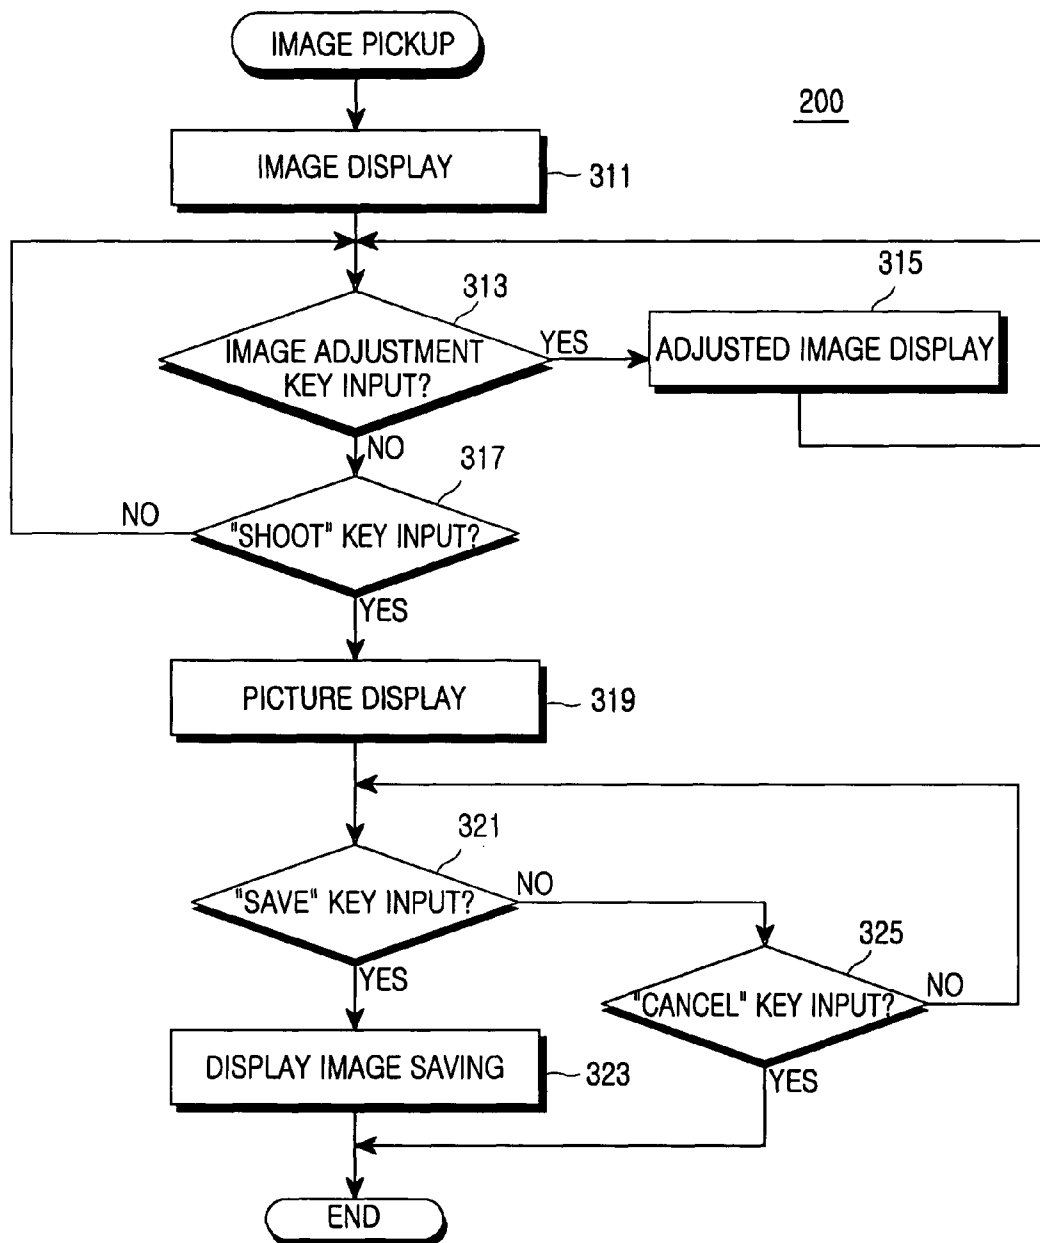 IMAGE PICKUP
200
IMAGE DISPLAY
311
313
315
IMAGE ADJUSTMENT
KEY INPUT?
YES
ADJUSTED IMAGE DISPLAY
NO
317
NO
"SHOOT" KEY INPUT?
YES
PICTURE DISPLAY
319
321
"SAVE" KEY INPUT?
NO
325
YES
"CANCEL" KEY INPUT?
NO
DISPLAY IMAGE SAVING
323
YES
END